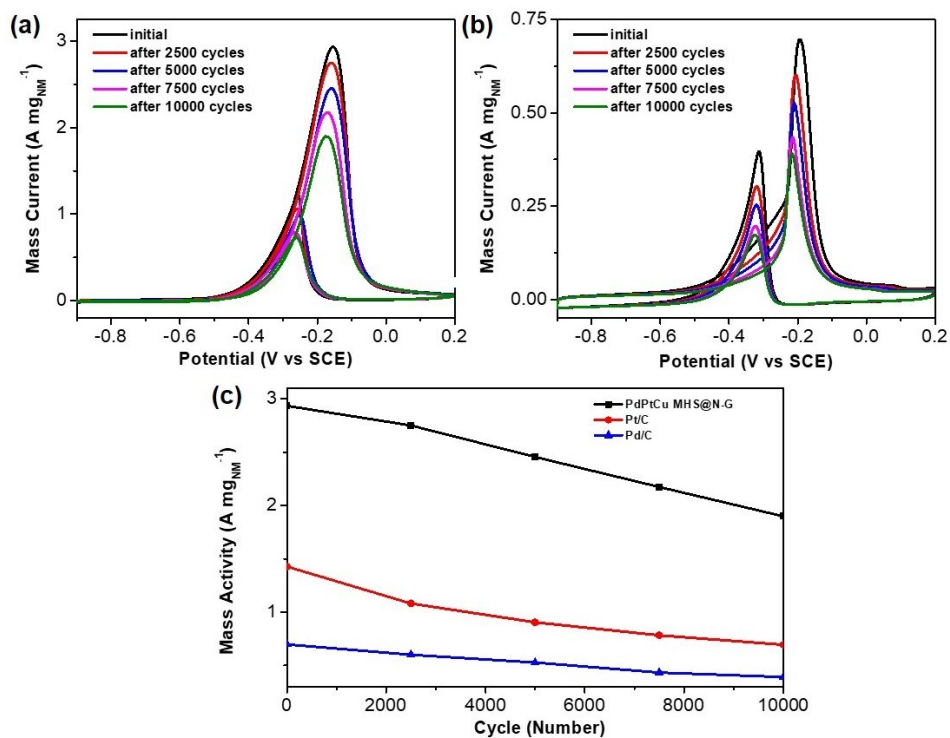 (a)
initial
after 2500 cycles
after 5000 cycles
after 7500 cycles
after 10000 cycles
Mass Current (A mg_NM^-1)
3
2
1
0
-0.8 -0.6 -0.4 -0.2 0.0 0.2
Potential (V vs SCE)
(b)
initial
after 2500 cycles
after 5000 cycles
after 7500 cycles
after 10000 cycles
Mass Current (A mg_NM^-1)
0.75
0.50
0.25
0.00
-0.8 -0.6 -0.4 -0.2 0.0 0.2
Potential (V vs SCE)
(c)
PdPtCu MHS@N-G
Pt/C
Pd/C
Mass Activity (A mg_NM^-1)
3
2
1
0 2000 4000 6000 8000 10000
Cycle (Number)